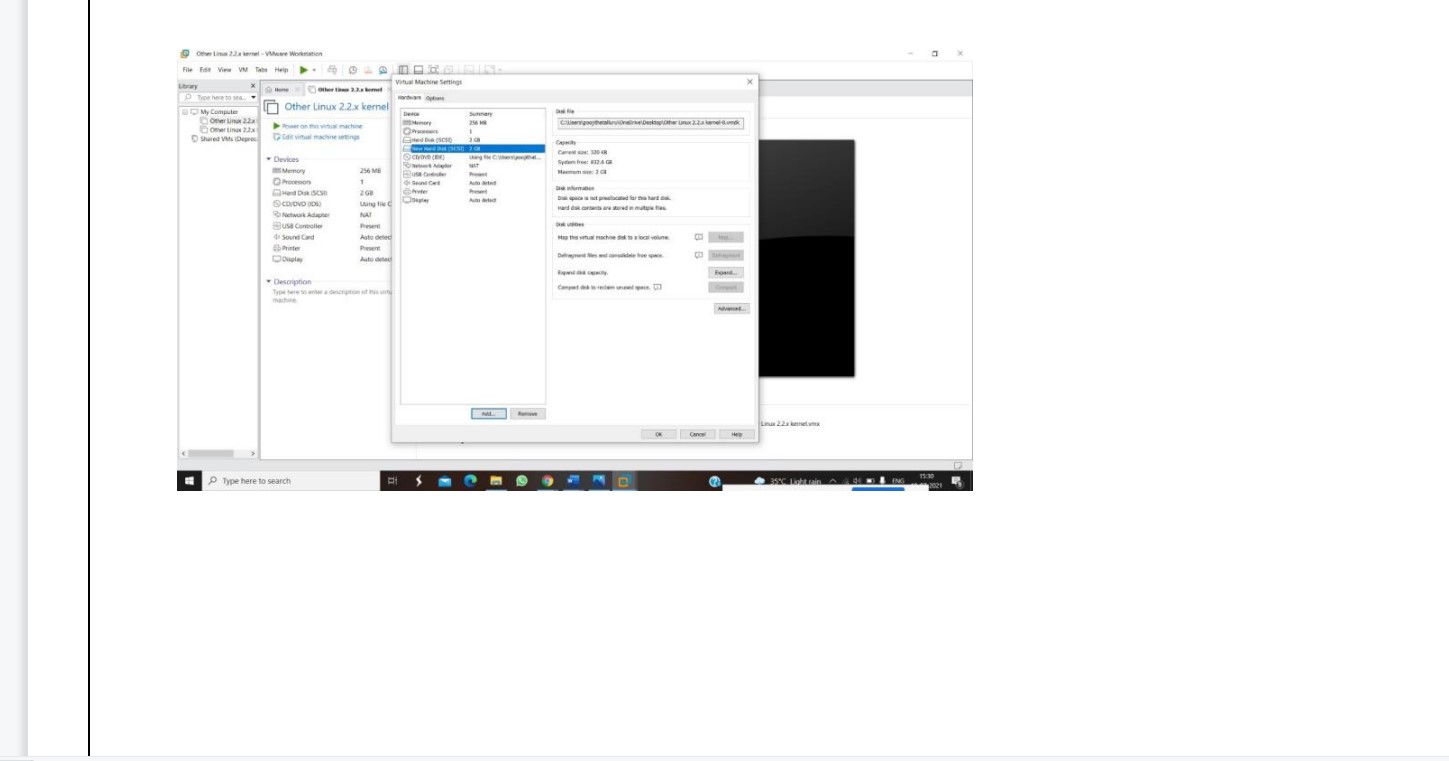 Other Linux 2.2.x kernel - VMware Workstation
File Edit View VM Tabs Help
Library
Type here to sea...
My Computer
Other Linux 2.2.x
Other Linux 2.2.x
Shared VMs (Deprec
Home
Other Linux 2.2.x kernel
Other Linux 2.2.x kernel
Power on this virtual machine
Edit virtual machine settings
Devices
Memory 256 MB
Processors 1
Hard Disk (SCSI) 2 GB
CD/DVD (IDE) Using file C
Network Adapter NAT
USB Controller Present
Sound Card Auto detect
Printer Present
Display Auto detect
Description
Type here to enter a description of this virtu
machine.
Virtual Machine Settings
Hardware Options
Device Summary
Memory 256 MB
Processors 1
Hard Disk (SCSI) 2 GB
New Hard Disk (SCSI) 2 GB
CD/DVD (IDE) Using file C:\Users\poojithat...
Network Adapter NAT
USB Controller Present
Sound Card Auto detect
Printer Present
Display Auto detect
Add... Remove
Disk file
C:\Users\poojithatalluru\OneDrive\Desktop\Other Linux 2.2.x kernel-0.vmdk
Capacity
Current size: 320 KB
System free: 832.6 GB
Maximum size: 2 GB
Disk information
Disk space is not preallocated for this hard disk.
Hard disk contents are stored in multiple files.
Disk utilities
Map this virtual machine disk to a local volume. Map...
Defragment files and consolidate free space. Defragment
Expand disk capacity. Expand...
Compact disk to reclaim unused space. Compact
Advanced...
OK Cancel Help
Linux 2.2.x kernel.vmx
Type here to search
35°C Light rain ENG 15:30
2021